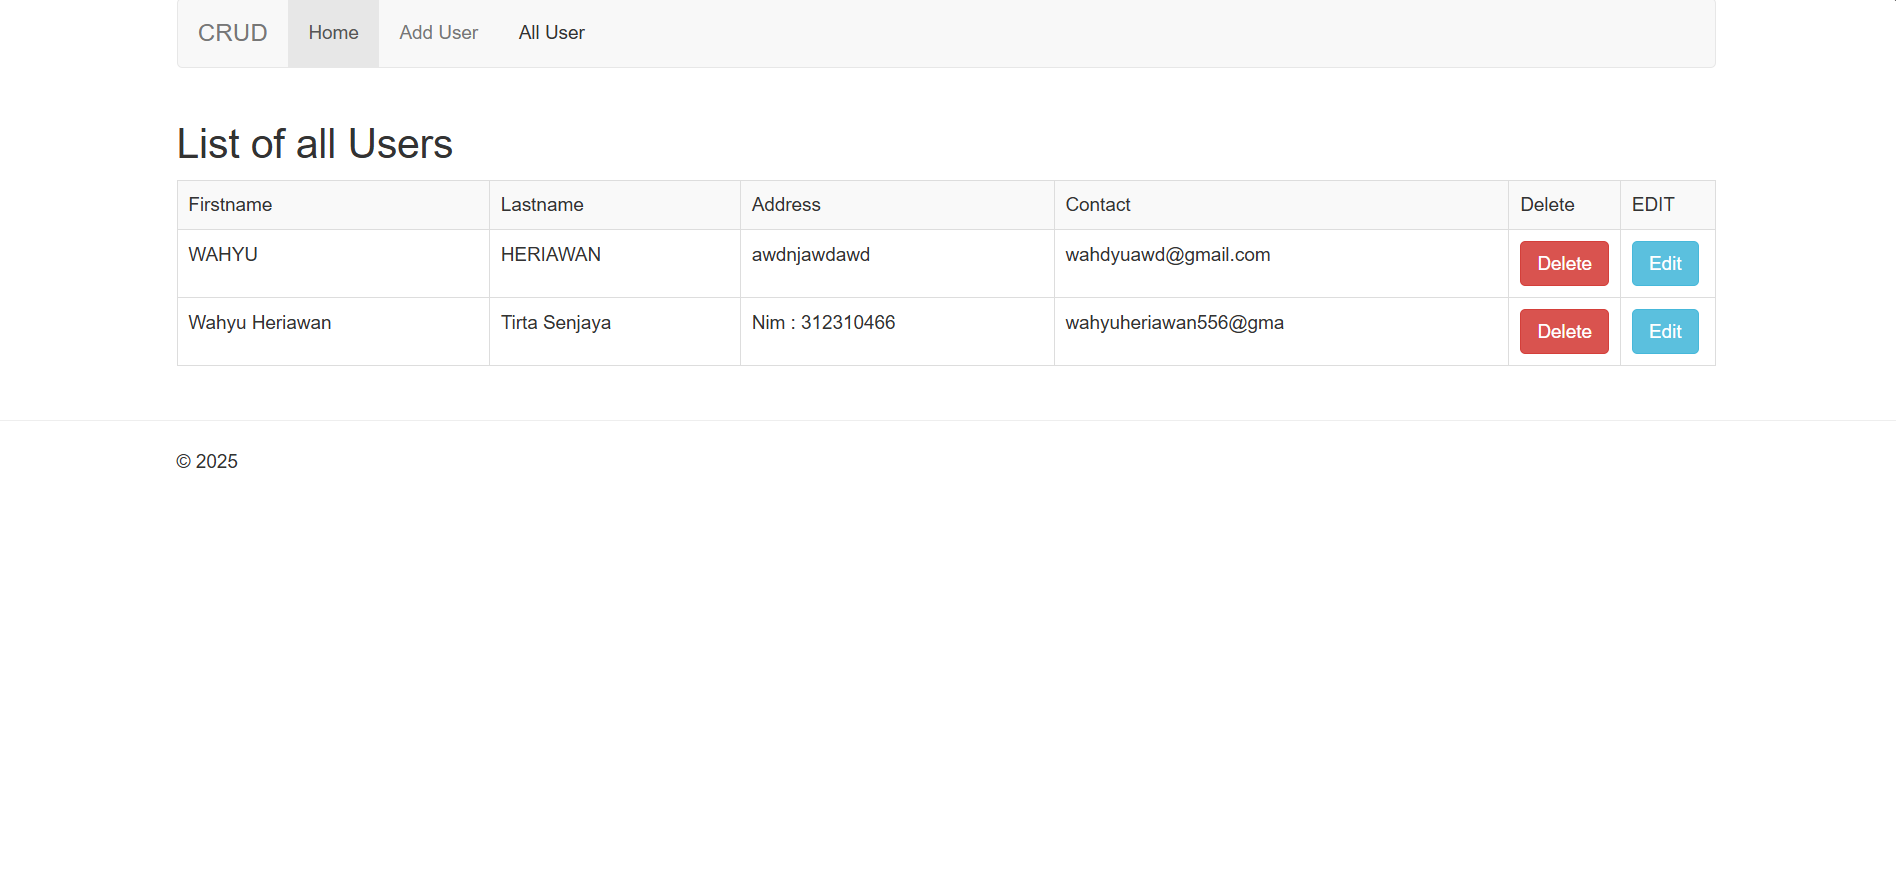 CRUD Home Add User All User
List of all Users
Firstname Lastname Address Contact Delete EDIT
WAHYU HERIAWAN awdnjawdawd wahdyuawd@gmail.com Delete Edit
Wahyu Heriawan Tirta Senjaya Nim : 312310466 wahyuheriawan556@gma Delete Edit
© 2025